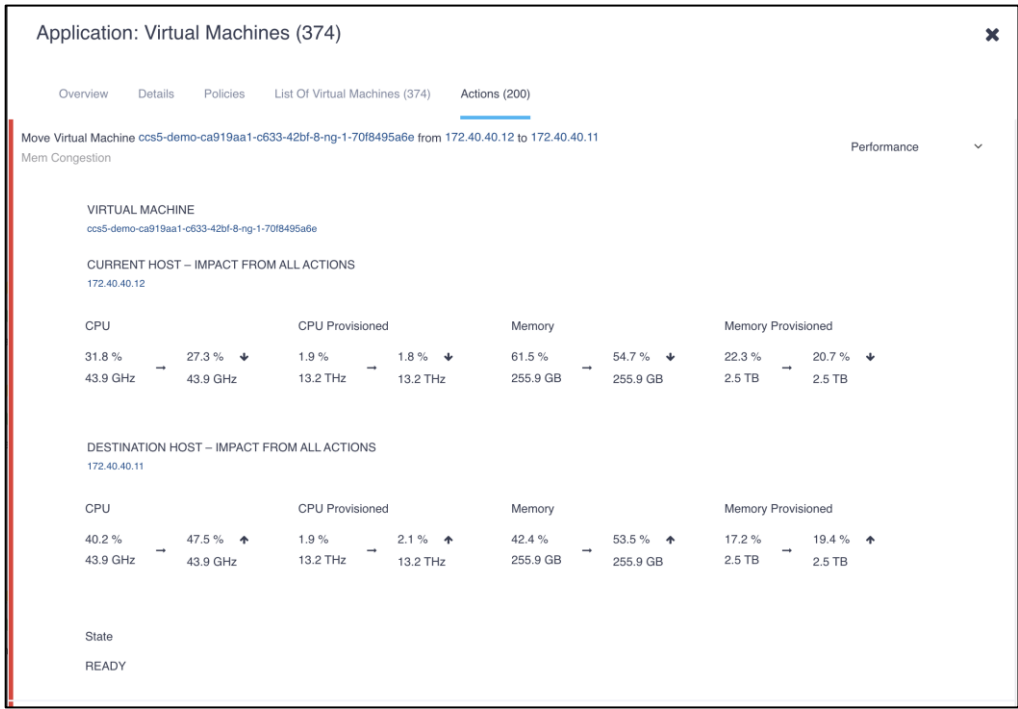 Application: Virtual Machines (374)
Overview Details Policies List Of Virtual Machines (374) Actions (200)
Move Virtual Machine ccs5-demo-ca919aa1-c633-42bf-8-ng-1-70f8495a6e from 172.40.40.12 to 172.40.40.11
Mem Congestion
Performance
VIRTUAL MACHINE
ccs5-demo-ca919aa1-c633-42bf-8-ng-1-70f8495a6e
CURRENT HOST – IMPACT FROM ALL ACTIONS
172.40.40.12
CPU CPU Provisioned Memory Memory Provisioned
31.8 % → 27.3 % ↓ 1.9 % → 1.8 % ↓ 61.5 % → 54.7 % ↓ 22.3 % → 20.7 % ↓
43.9 GHz 43.9 GHz 13.2 THz 13.2 THz 255.9 GB 255.9 GB 2.5 TB 2.5 TB
DESTINATION HOST – IMPACT FROM ALL ACTIONS
172.40.40.11
CPU CPU Provisioned Memory Memory Provisioned
40.2 % → 47.5 % ↑ 1.9 % → 2.1 % ↑ 42.4 % → 53.5 % ↑ 17.2 % → 19.4 % ↑
43.9 GHz 43.9 GHz 13.2 THz 13.2 THz 255.9 GB 255.9 GB 2.5 TB 2.5 TB
State
READY